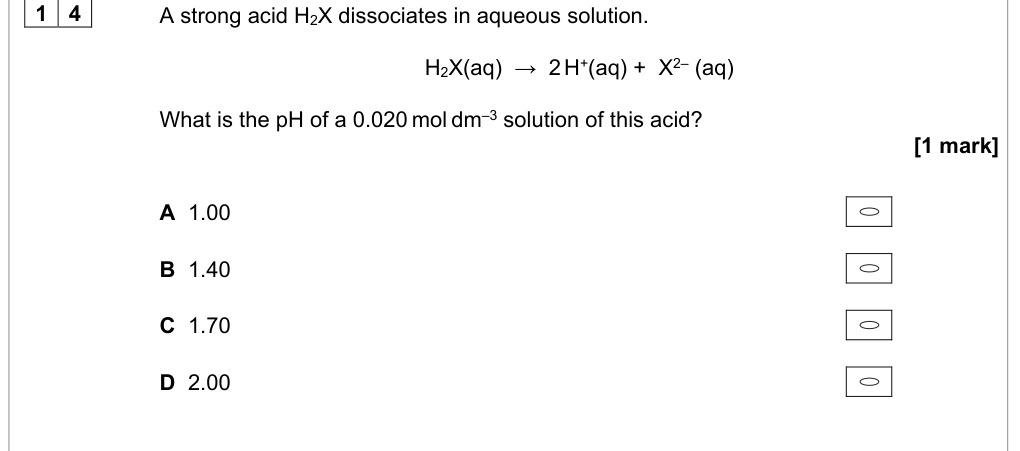 1 4 A strong acid H₂X dissociates in aqueous solution.
H₂X(aq) → 2H⁺(aq) + X²⁻ (aq)
What is the pH of a 0.020 mol dm⁻³ solution of this acid?
[1 mark]
A 1.00
B 1.40
C 1.70
D 2.00